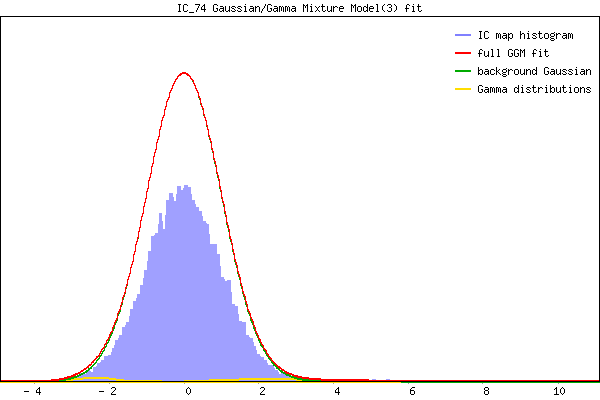 IC_74 Gaussian/Gamma Mixture Model(3) fit
IC map histogram
full GGM fit
background Gaussian
Gamma distributions
-4 -2 0 2 4 6 8 10